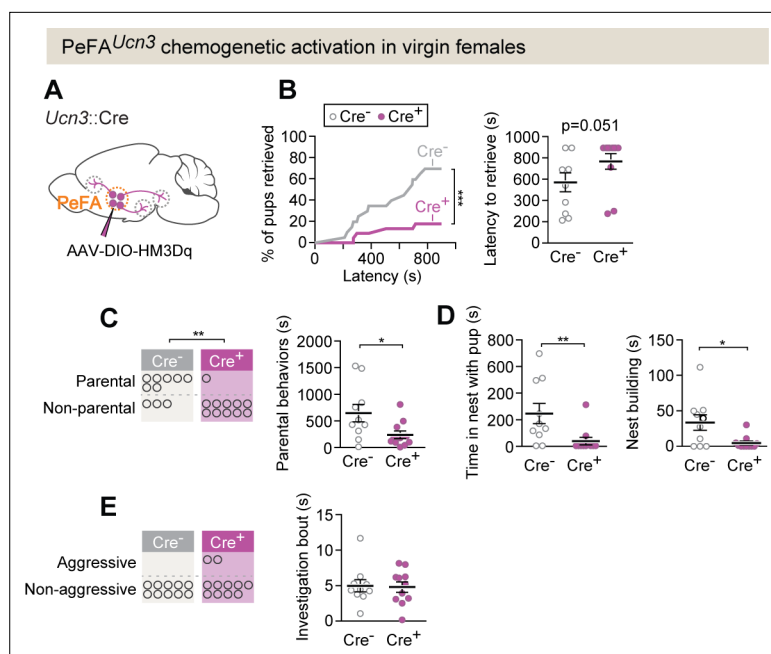 PeFA^Ucn3 chemogenetic activation in virgin females
A
Ucn3::Cre
PeFA
AAV-DIO-HM3Dq
B
Cre⁻ Cre⁺
% of pups retrieved
100
80
60
40
20
0
Cre⁻
Cre⁺
***
0 400 800
Latency (s)
p=0.051
Latency to retrieve (s)
1200
1000
800
600
300
200
0
Cre⁻ Cre⁺
C
**
Cre⁻ Cre⁺
Parental
Non-parental
Parental behaviors (s)
2000
1500
1000
500
0
*
Cre⁻ Cre⁺
D
Time in nest with pup (s)
800
600
400
200
0
**
Cre⁻ Cre⁺
Nest building (s)
150
100
50
0
*
Cre⁻ Cre⁺
E
Cre⁻ Cre⁺
Aggressive
Non-aggressive
Investigation bout (s)
15
10
5
0
Cre⁻ Cre⁺